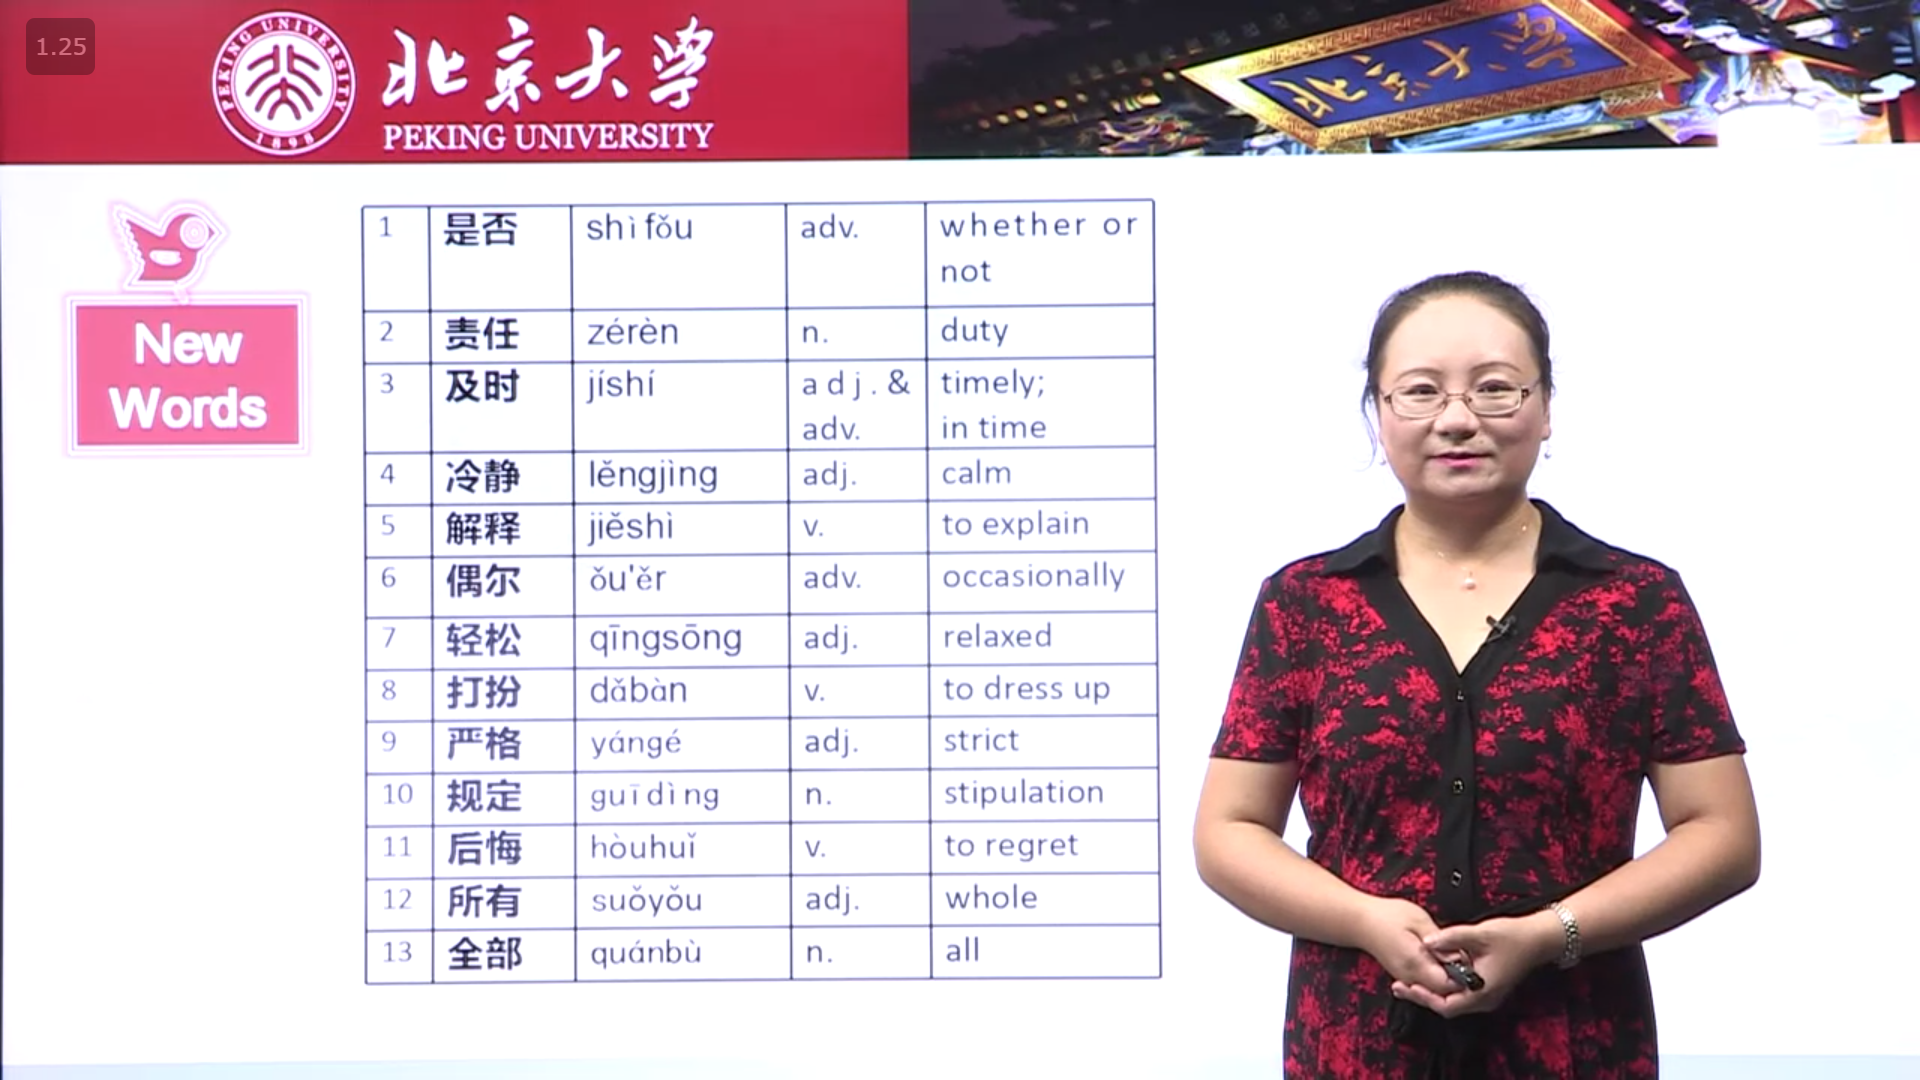 1.25
PEKING UNIVERSITY
1898
北京大学
PEKING UNIVERSITY
北京大学
New
Words
1 是否 shìfǒu adv. whether or
not
2 责任 zérèn n. duty
3 及时 jíshí adj.& timely;
adv. in time
4 冷静 lěngjìng adj. calm
5 解释 jiěshì v. to explain
6 偶尔 ǒu'ěr adv. occasionally
7 轻松 qīngsōng adj. relaxed
8 打扮 dǎbàn v. to dress up
9 严格 yángé adj. strict
10 规定 guīdìng n. stipulation
11 后悔 hòuhuǐ v. to regret
12 所有 suǒyǒu adj. whole
13 全部 quánbù n. all